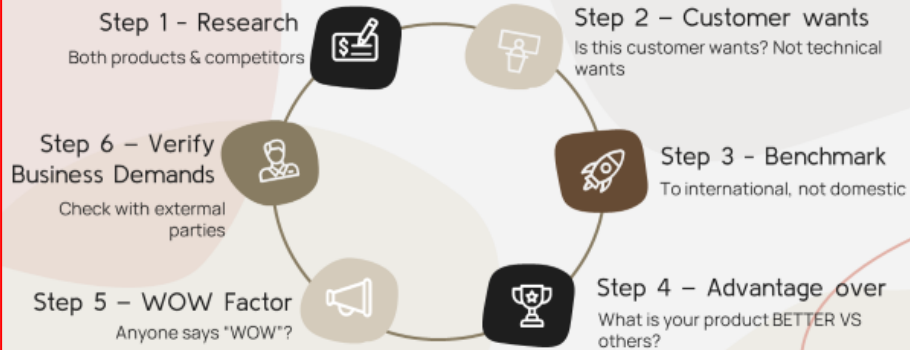 Step 1 - Research
Both products & competitors
Step 2 – Customer wants
Is this customer wants? Not technical
wants
Step 3 - Benchmark
To international, not domestic
Step 4 – Advantage over
What is your product BETTER VS
others?
Step 5 – WOW Factor
Anyone says "WOW"?
Step 6 – Verify
Business Demands
Check with extermal
parties
$